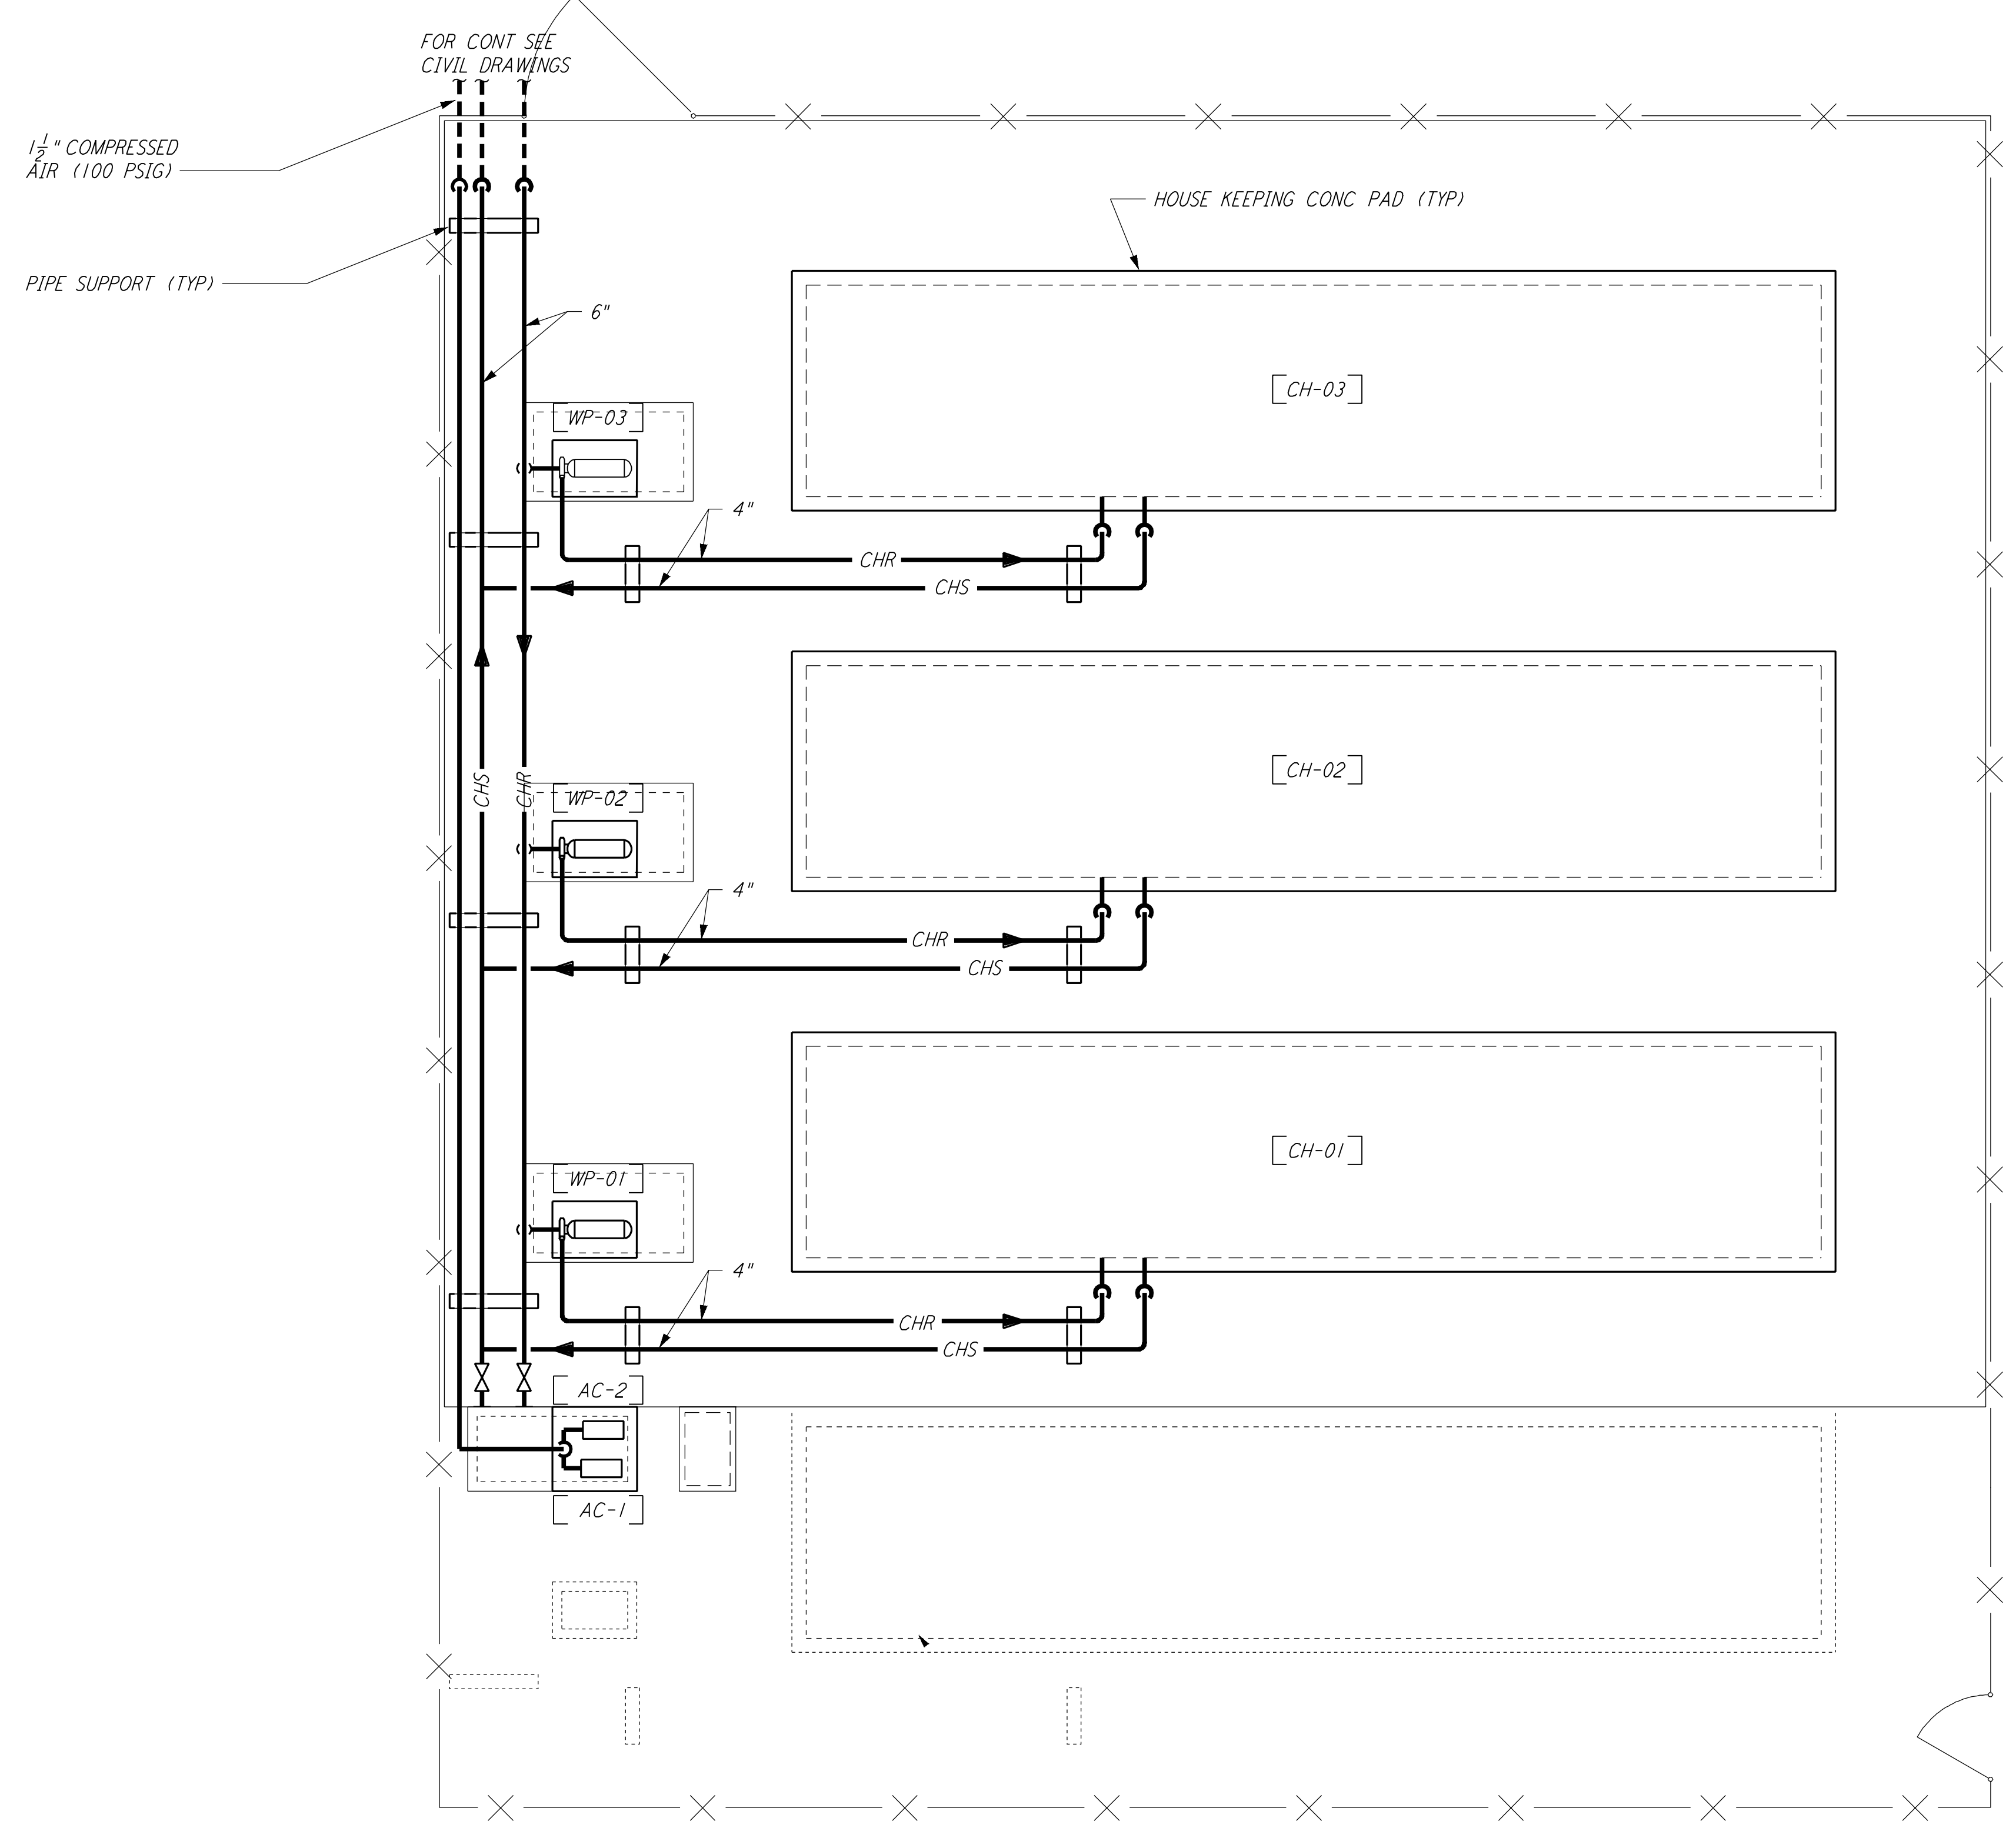 FOR CONT SEE
CIVIL DRAWINGS
1 1/2" COMPRESSED
AIR (100 PSIG)
HOUSE KEEPING CONC PAD (TYP)
PIPE SUPPORT (TYP)
6"
CH-03
WP-03
4"
CHR
CHS
CHS
CHR
CH-02
WP-02
4"
CHR
CHS
CH-01
WP-01
4"
CHR
CHS
AC-2
AC-1